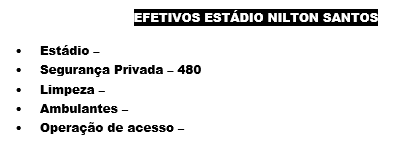 EFETIVOS ESTÁDIO NILTON SANTOS
• Estádio –
• Segurança Privada – 480
• Limpeza –
• Ambulantes –
• Operação de acesso –